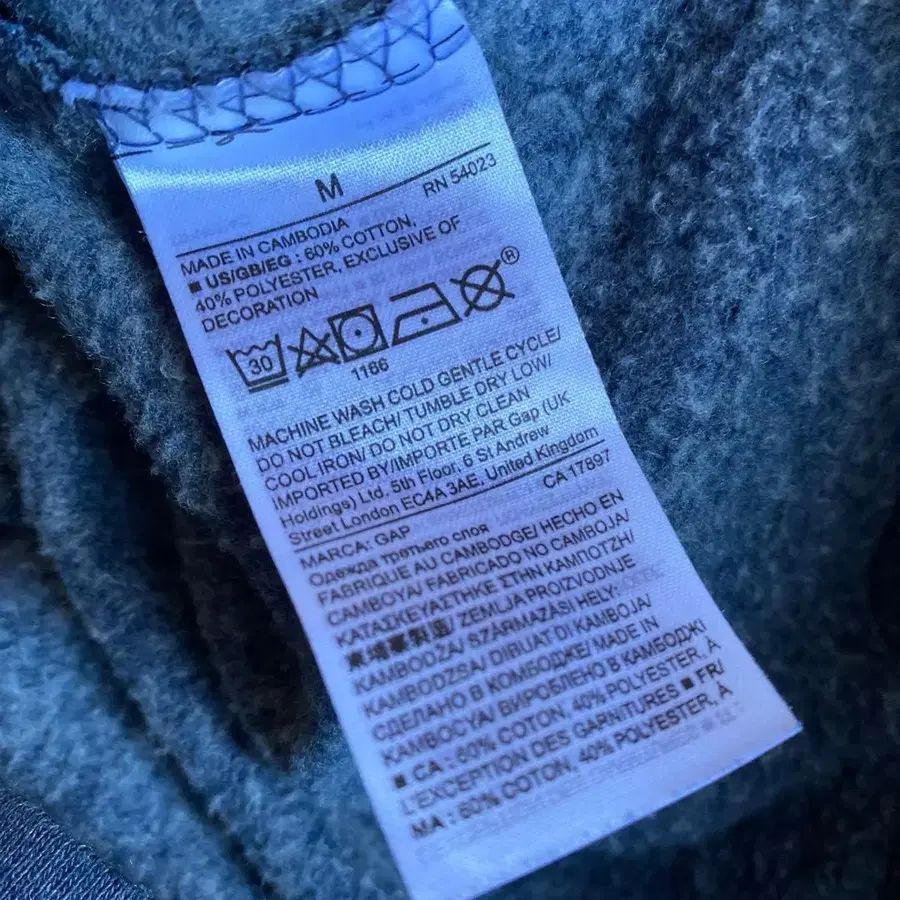 M
RN 54023
MADE IN CAMBODIA
■ US/GB/EG : 60% COTTON,
40% POLYESTER, EXCLUSIVE OF
DECORATION
30
®
1166
MACHINE WASH COLD GENTLE CYCLE/
DO NOT BLEACH/ TUMBLE DRY LOW/
COOL IRON/ DO NOT DRY CLEAN
IMPORTED BY/IMPORTE PAR Gap (UK
Holdings) Ltd. 5th Floor, 6 St Andrew
Street London EC4A 3AE, United Kingdom
CA 17897
MARCA: GAP
Одежда третьего слоя
FABRIQUE AU CAMBODGE/ HECHO EN
CAMBOYA/ FABRICADO NO CAMBOJA/
ΚΑΤΑΣΚΕΥΑΣΤΗΚΕ ΣΤΗΝ ΚΑΜΠΟΤΖΗ/
ZEMLJA PROIZVODNJE
KAMBODŽA/ SZÁRMAZÁSI HELY:
KAMBODZSA/ DIBUAT DI KAMBOJA/
СДЕЛАНО В КОМБОДЖЕ/ MADE IN
KAMBOCYA/ ВИРОБЛЕНО В КАМБОДЖІ
■ CA : 60% COTON, 40% POLYESTER, À
L'EXCEPTION DES GARNITURES ■ FR/
MA : 60% COTON, 40% POLYESTER, À